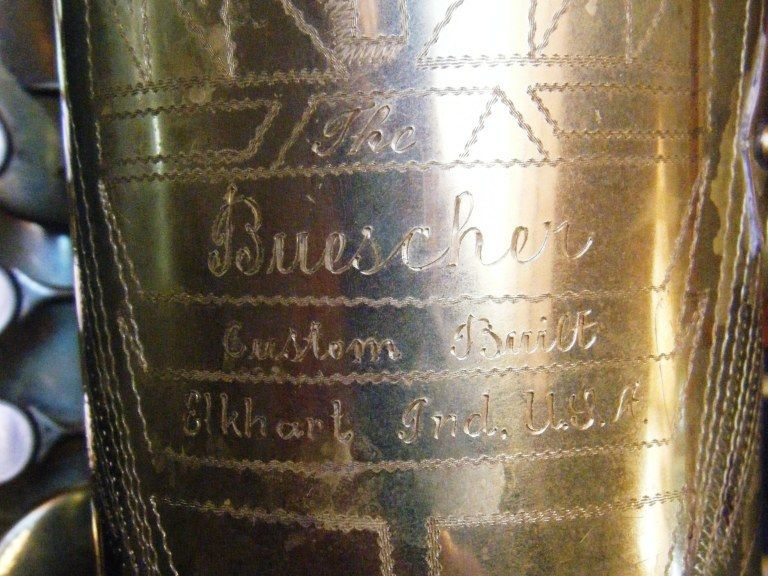 The
Buescher
Custom Built
Elkhart, Ind. U.S.A.